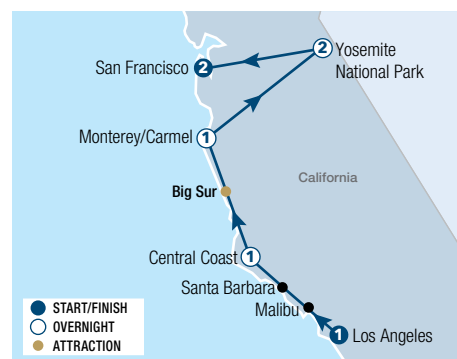 2
Yosemite
National Park
San Francisco
2
Monterey/Carmel
1
California
Big Sur
Central Coast
1
Santa Barbara
Malibu
1
Los Angeles
START/FINISH
OVERNIGHT
ATTRACTION